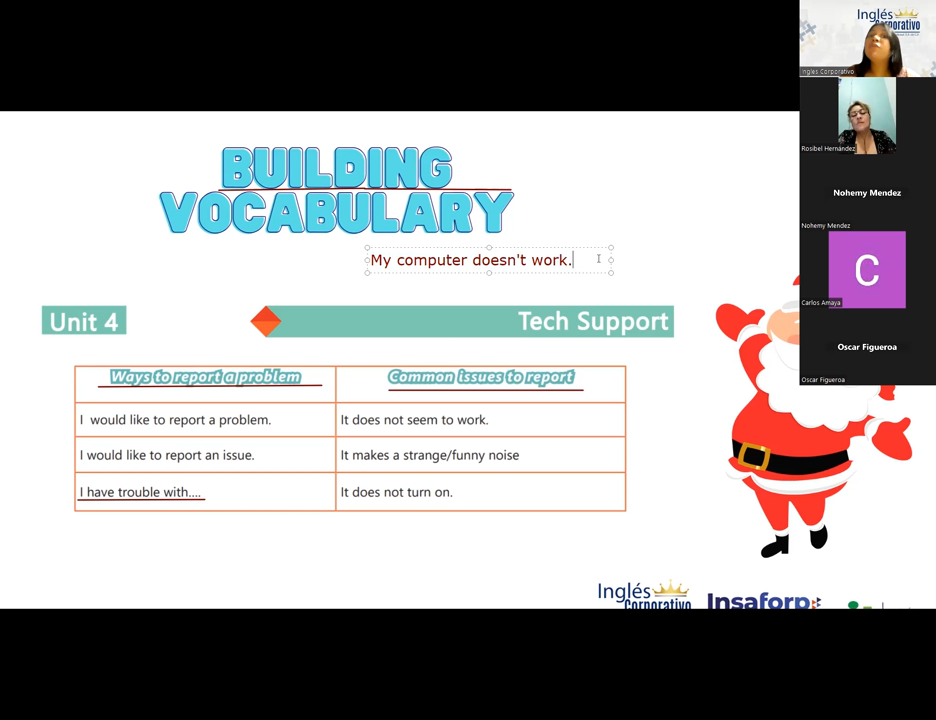 Inglés
Corporativo
Ingles Corporativo
Rosibel Hernández
Nohemy Mendez
Nohemy Mendez
C
Carlos Amaya
Oscar Figueroa
Oscar Figueroa
BUILDING
VOCABULARY
My computer doesn't work.
Unit 4
Tech Support
Ways to report a problem
Common issues to report
I would like to report a problem.
It does not seem to work.
I would like to report an issue.
It makes a strange/funny noise
I have trouble with....
It does not turn on.
Inglés
Corporativo
Insaforp